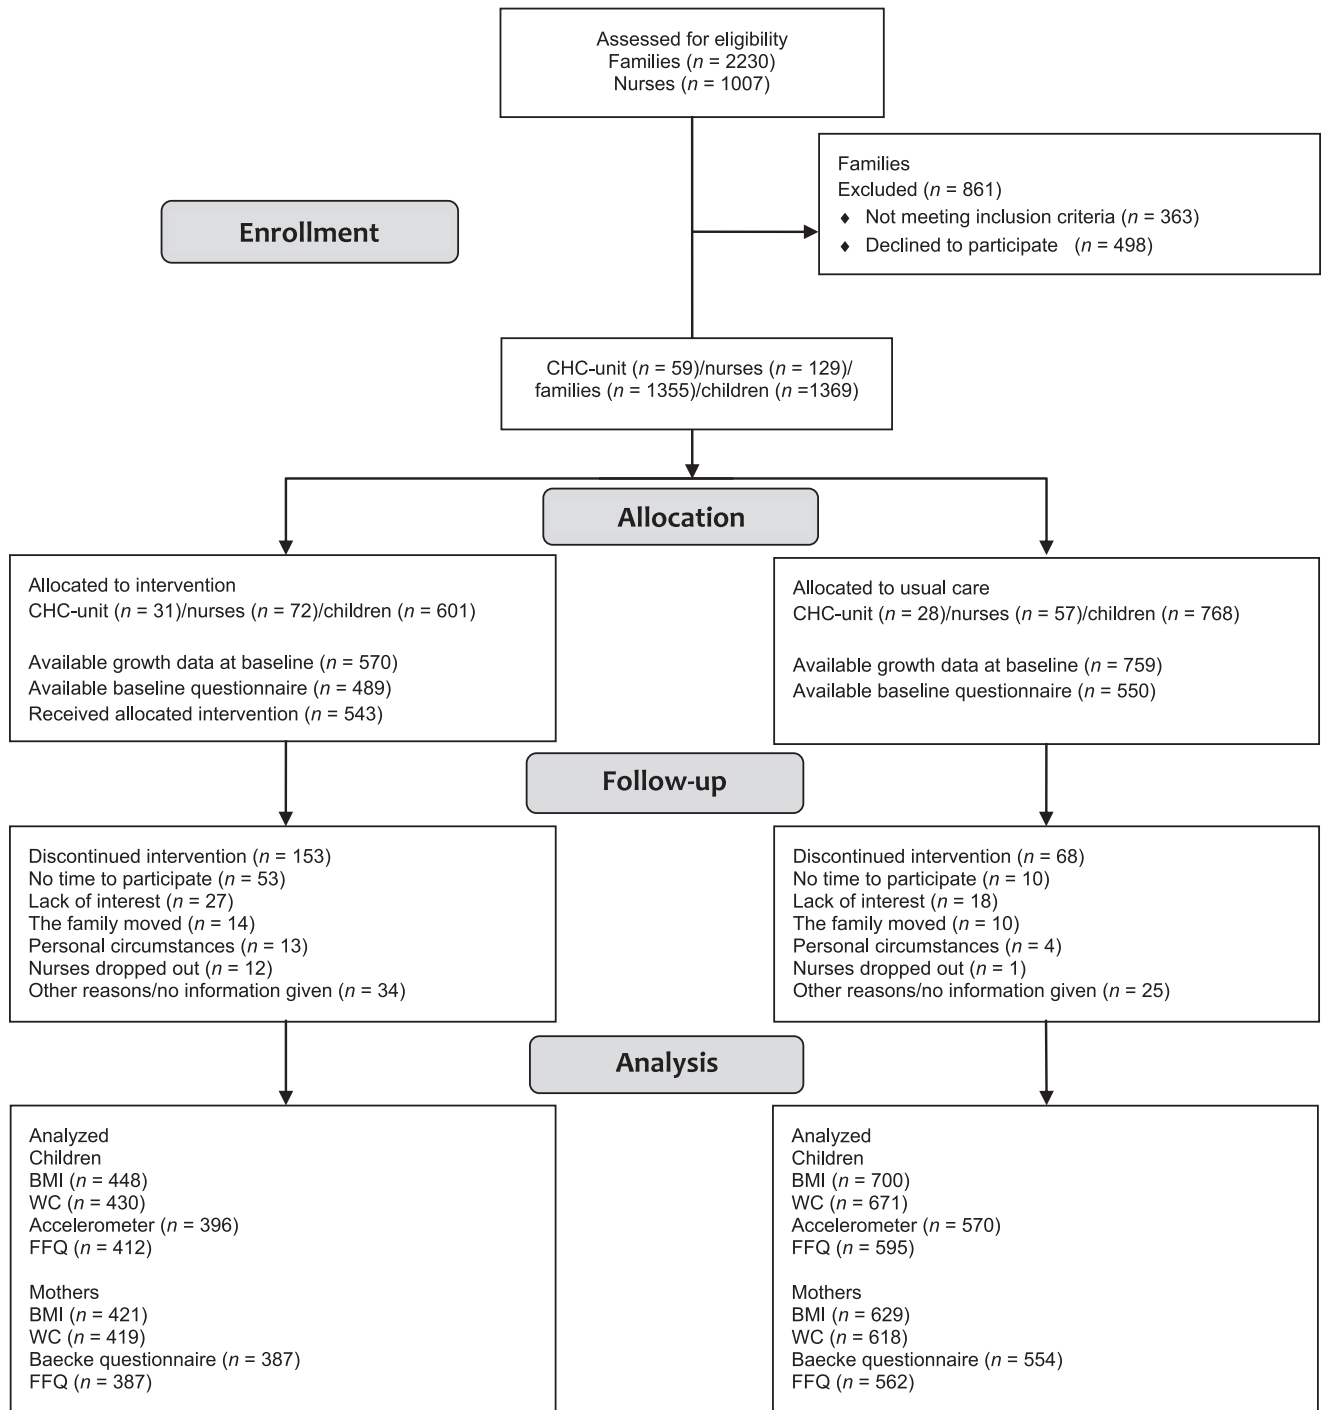 Assessed for eligibility
Families (n = 2230)
Nurses (n = 1007)
Families
Excluded (n = 861)
♦ Not meeting inclusion criteria (n = 363)
♦ Declined to participate (n = 498)
Enrollment
CHC-unit (n = 59)/nurses (n = 129)/
families (n = 1355)/children (n =1369)
Allocation
Allocated to intervention
CHC-unit (n = 31)/nurses (n = 72)/children (n = 601)
Available growth data at baseline (n = 570)
Available baseline questionnaire (n = 489)
Received allocated intervention (n = 543)
Allocated to usual care
CHC-unit (n = 28)/nurses (n = 57)/children (n = 768)
Available growth data at baseline (n = 759)
Available baseline questionnaire (n = 550)
Follow-up
Discontinued intervention (n = 153)
No time to participate (n = 53)
Lack of interest (n = 27)
The family moved (n = 14)
Personal circumstances (n = 13)
Nurses dropped out (n = 12)
Other reasons/no information given (n = 34)
Discontinued intervention (n = 68)
No time to participate (n = 10)
Lack of interest (n = 18)
The family moved (n = 10)
Personal circumstances (n = 4)
Nurses dropped out (n = 1)
Other reasons/no information given (n = 25)
Analysis
Analyzed
Children
BMI (n = 448)
WC (n = 430)
Accelerometer (n = 396)
FFQ (n = 412)
Mothers
BMI (n = 421)
WC (n = 419)
Baecke questionnaire (n = 387)
FFQ (n = 387)
Analyzed
Children
BMI (n = 700)
WC (n = 671)
Accelerometer (n = 570)
FFQ (n = 595)
Mothers
BMI (n = 629)
WC (n = 618)
Baecke questionnaire (n = 554)
FFQ (n = 562)